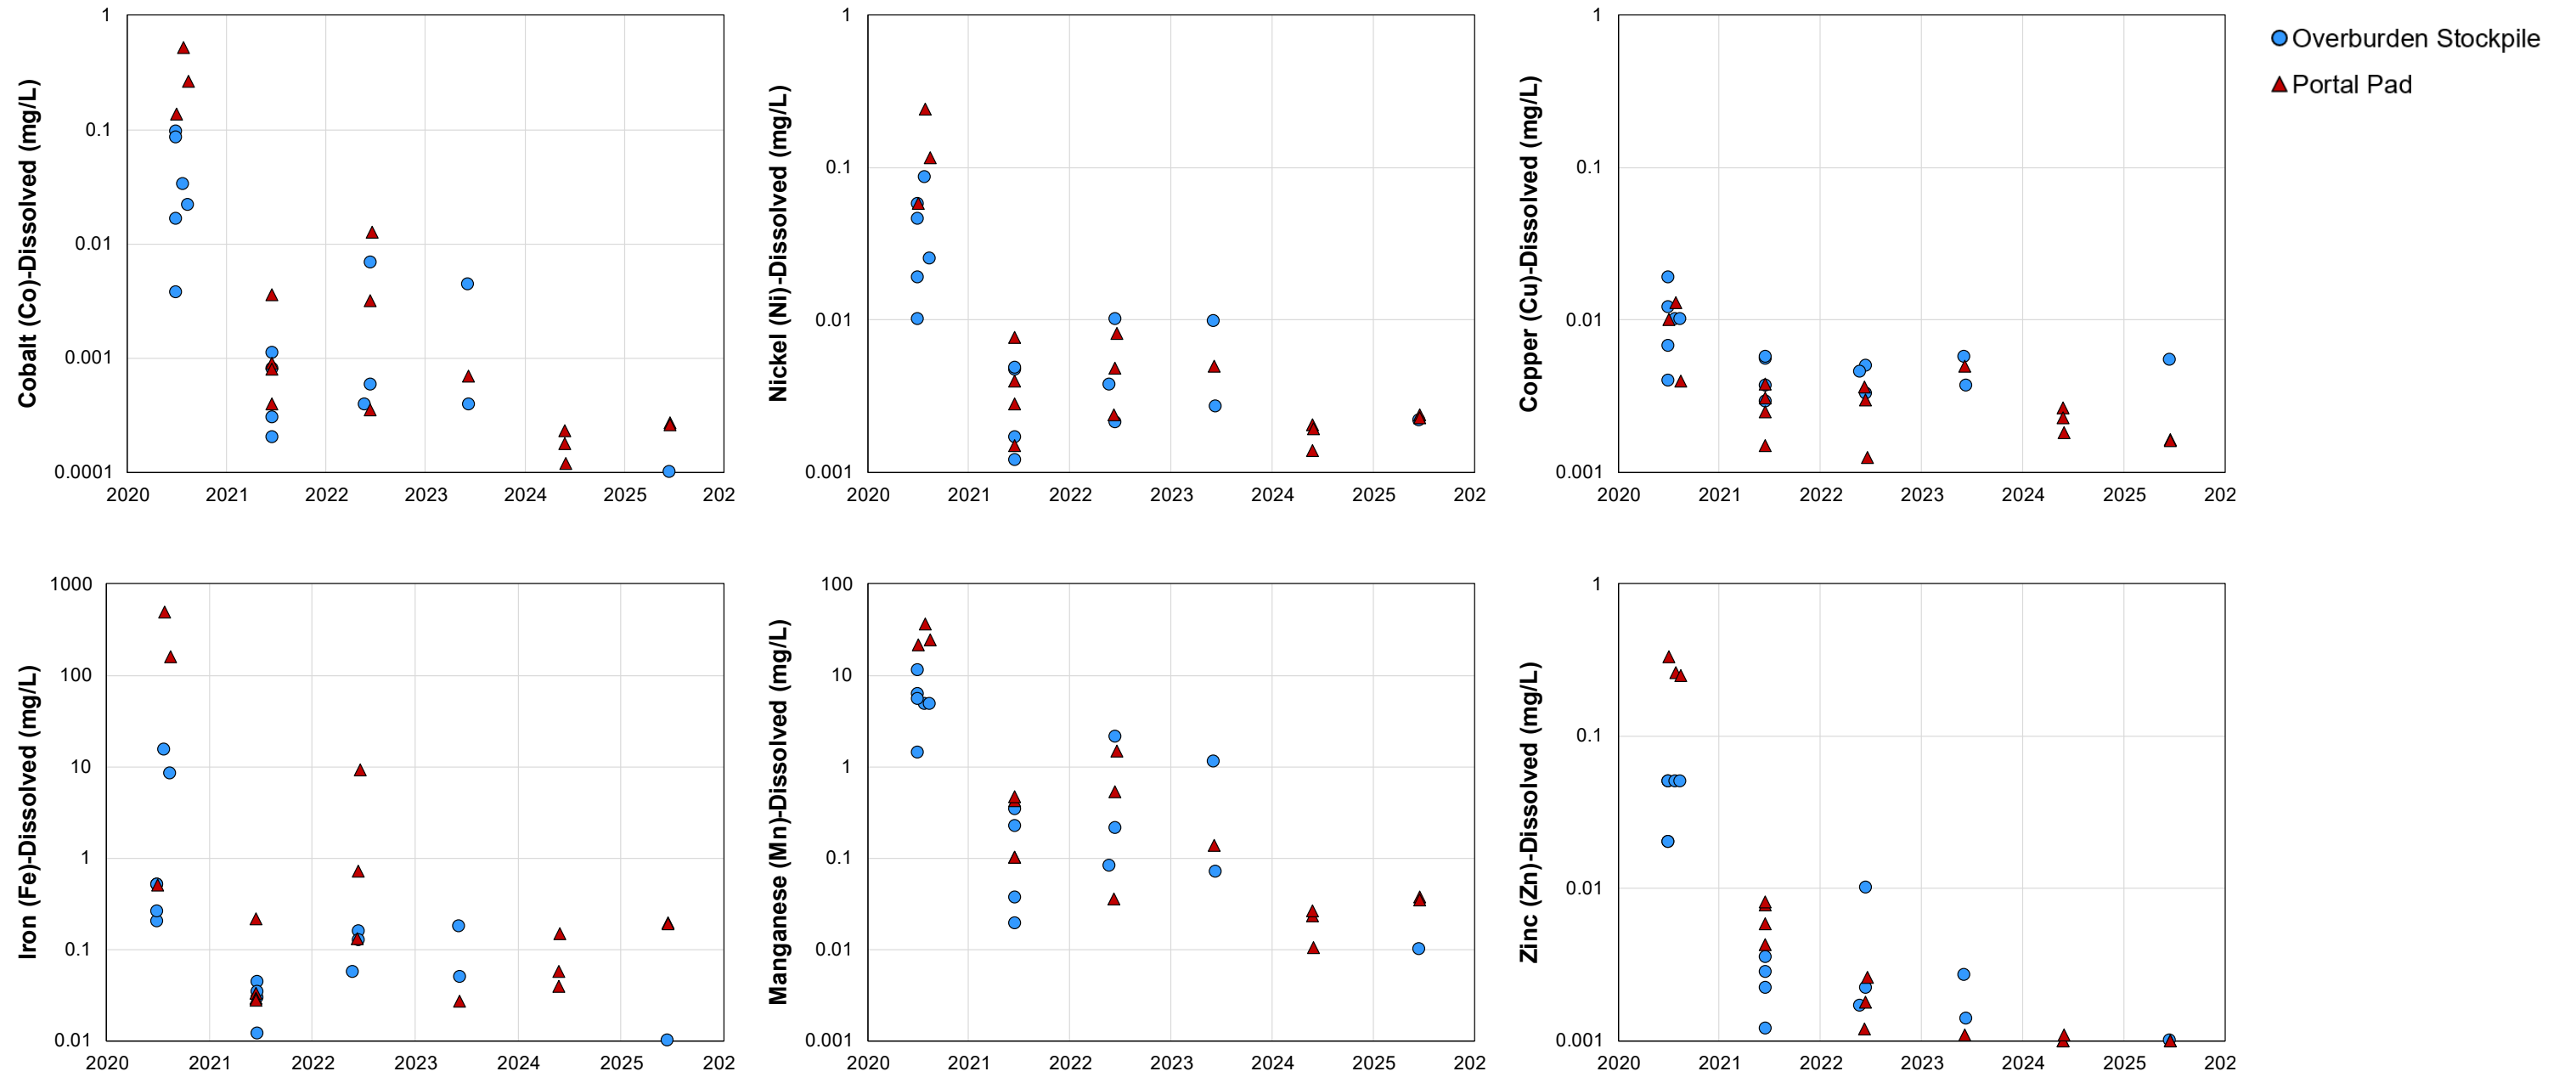 Cobalt (Co)-Dissolved (mg/L)
1
0.1
0.01
0.001
0.0001
2020 2021 2022 2023 2024 2025 202
Nickel (Ni)-Dissolved (mg/L)
1
0.1
0.01
0.001
2020 2021 2022 2023 2024 2025 202
Copper (Cu)-Dissolved (mg/L)
1
0.1
0.01
0.001
2020 2021 2022 2023 2024 2025 202
Overburden Stockpile
Portal Pad
Iron (Fe)-Dissolved (mg/L)
1000
100
10
1
0.1
0.01
2020 2021 2022 2023 2024 2025 202
Manganese (Mn)-Dissolved (mg/L)
100
10
1
0.1
0.01
0.001
2020 2021 2022 2023 2024 2025 202
Zinc (Zn)-Dissolved (mg/L)
1
0.1
0.01
0.001
2020 2021 2022 2023 2024 2025 202